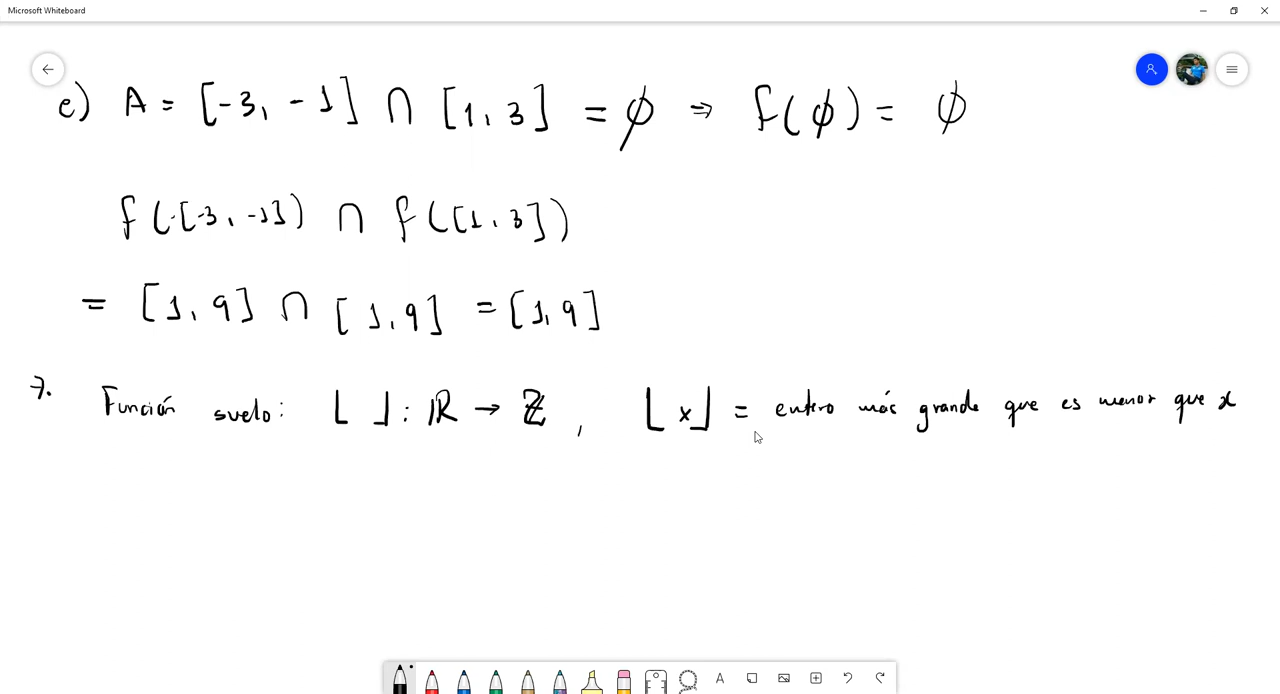 Microsoft Whiteboard
e) A = [-3, -1] ∩ [1, 3] = ϕ ⇒ f(ϕ) = ϕ
f([-3, -1]) ∩ f([1, 3])
= [1, 9] ∩ [1, 9] = [1, 9]
7. Función suelo: ⌊ ⌋ : ℝ → ℤ , ⌊x⌋ = entero más grande que es menor que x
A